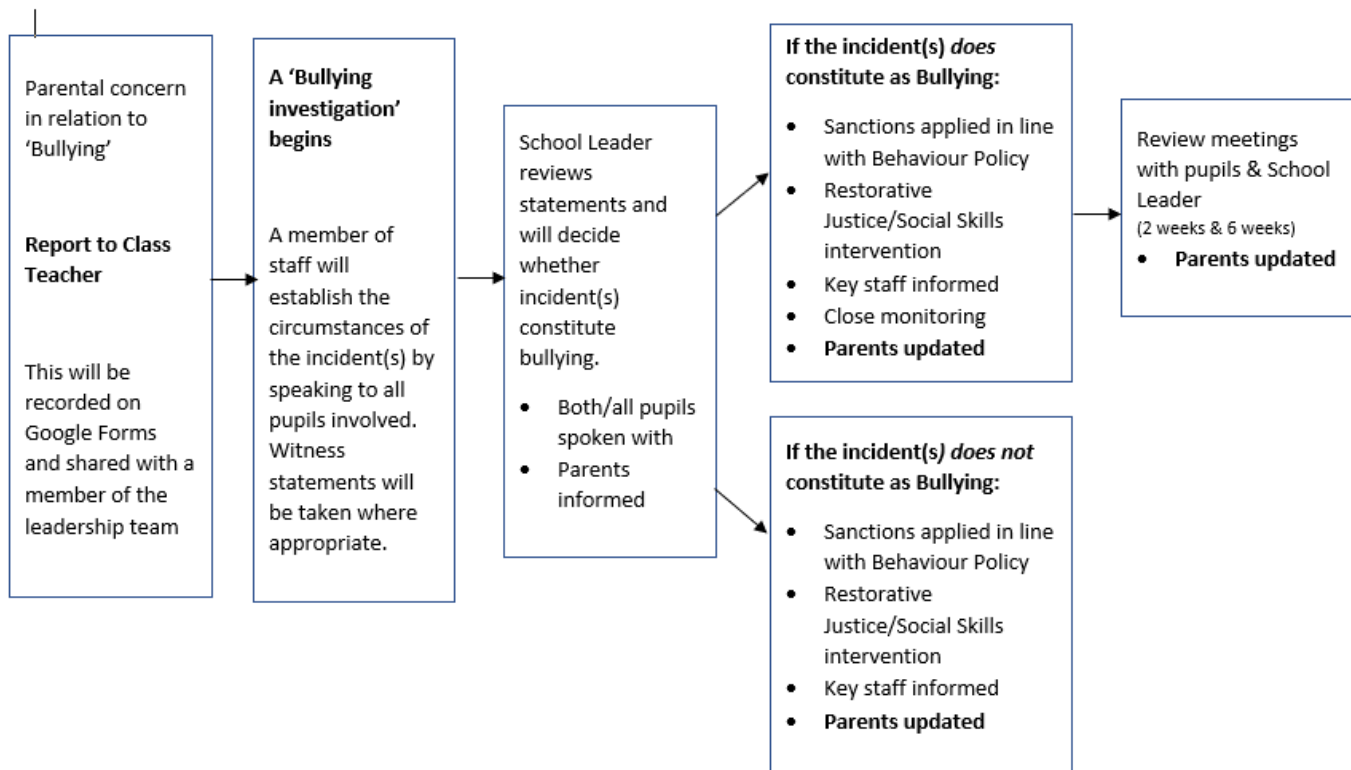 Parental concern
in relation to
‘Bullying’
Report to Class
Teacher
This will be
recorded on
Google Forms
and shared with a
member of the
leadership team
A ‘Bullying
investigation’
begins
A member of
staff will
establish the
circumstances of
the incident(s) by
speaking to all
pupils involved.
Witness
statements will
be taken where
appropriate.
School Leader
reviews
statements and
will decide
whether
incident(s)
constitute
bullying.
• Both/all pupils
spoken with
• Parents
informed
If the incident(s) does
constitute as Bullying:
• Sanctions applied in line
with Behaviour Policy
• Restorative
Justice/Social Skills
intervention
• Key staff informed
• Close monitoring
• Parents updated
If the incident(s) does not
constitute as Bullying:
• Sanctions applied in line
with Behaviour Policy
• Restorative
Justice/Social Skills
intervention
• Key staff informed
• Parents updated
Review meetings
with pupils & School
Leader
(2 weeks & 6 weeks)
• Parents updated